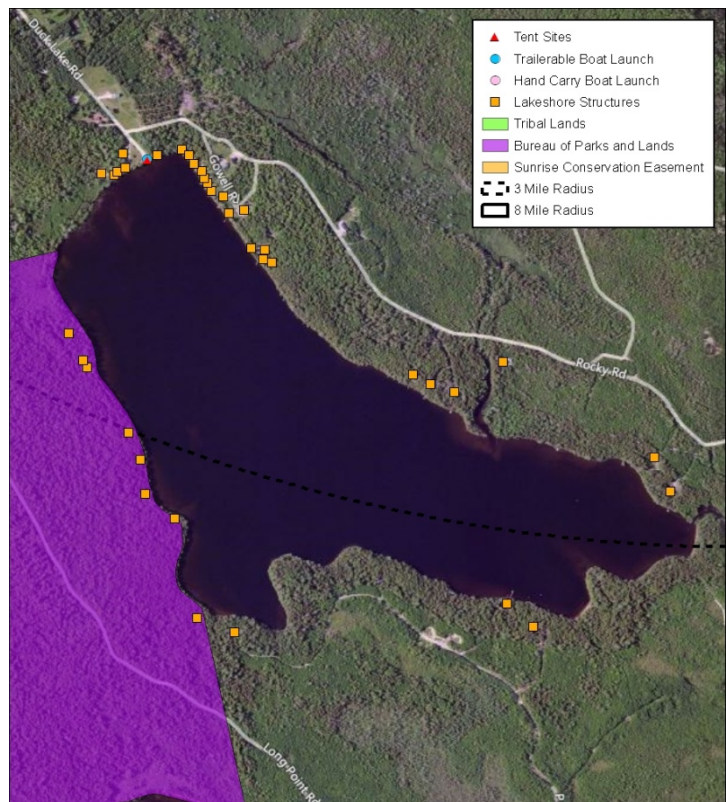 Duck Lake Rd
Tent Sites
Trailerable Boat Launch
Hand Carry Boat Launch
Lakeshore Structures
Tribal Lands
Bureau of Parks and Lands
Sunrise Conservation Easement
3 Mile Radius
8 Mile Radius
Gowell Rd
Rocky Rd
Long-Point Rd